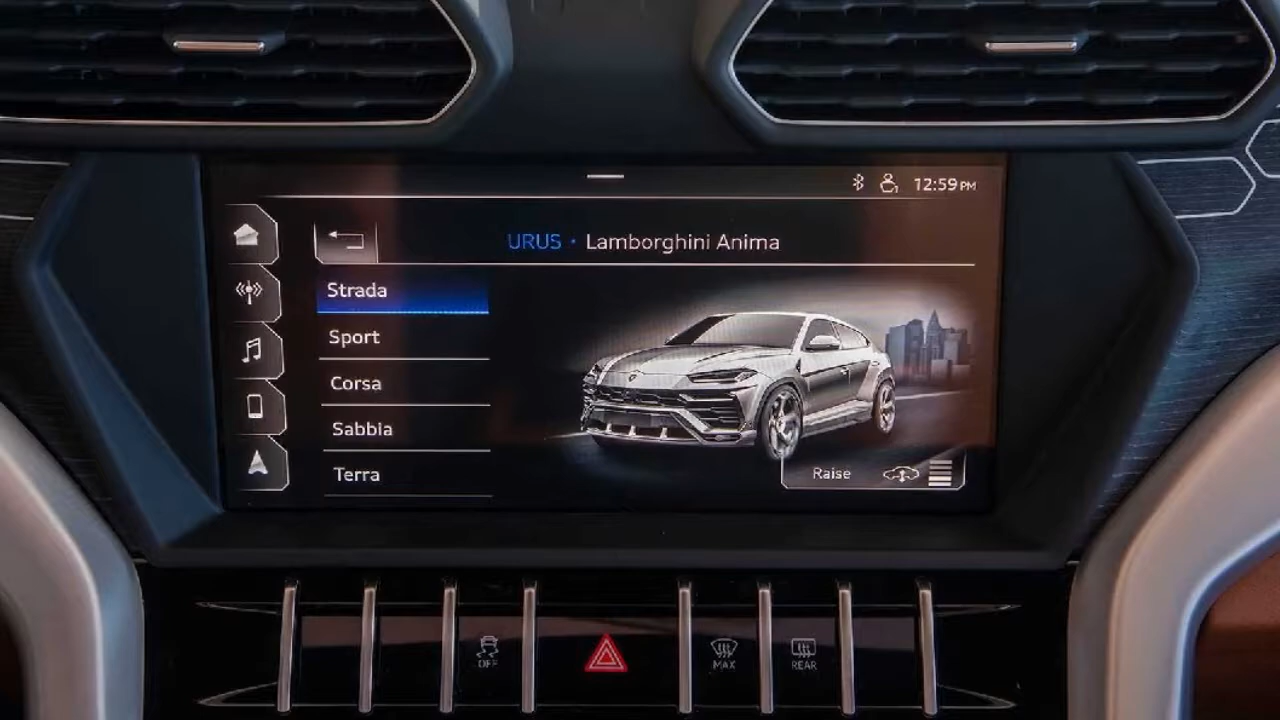 12:59 PM
URUS · Lamborghini Anima
Strada
Sport
Corsa
Sabbia
Terra
Raise
OFF
MAX
REAR